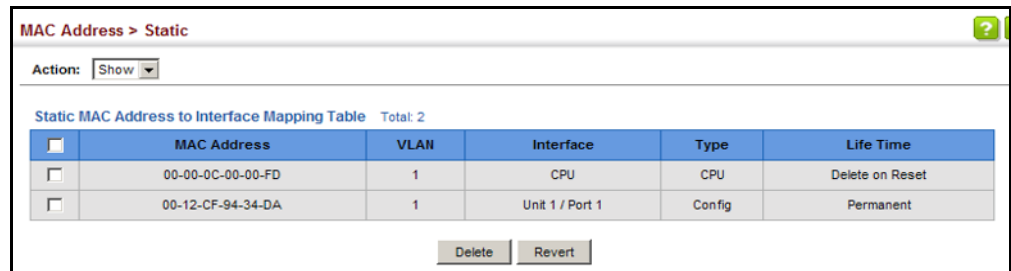 MAC Address > Static
?
Action: Show
Static MAC Address to Interface Mapping Table Total: 2
MAC Address VLAN Interface Type Life Time
00-00-0C-00-00-FD 1 CPU CPU Delete on Reset
00-12-CF-94-34-DA 1 Unit 1 / Port 1 Config Permanent
Delete Revert